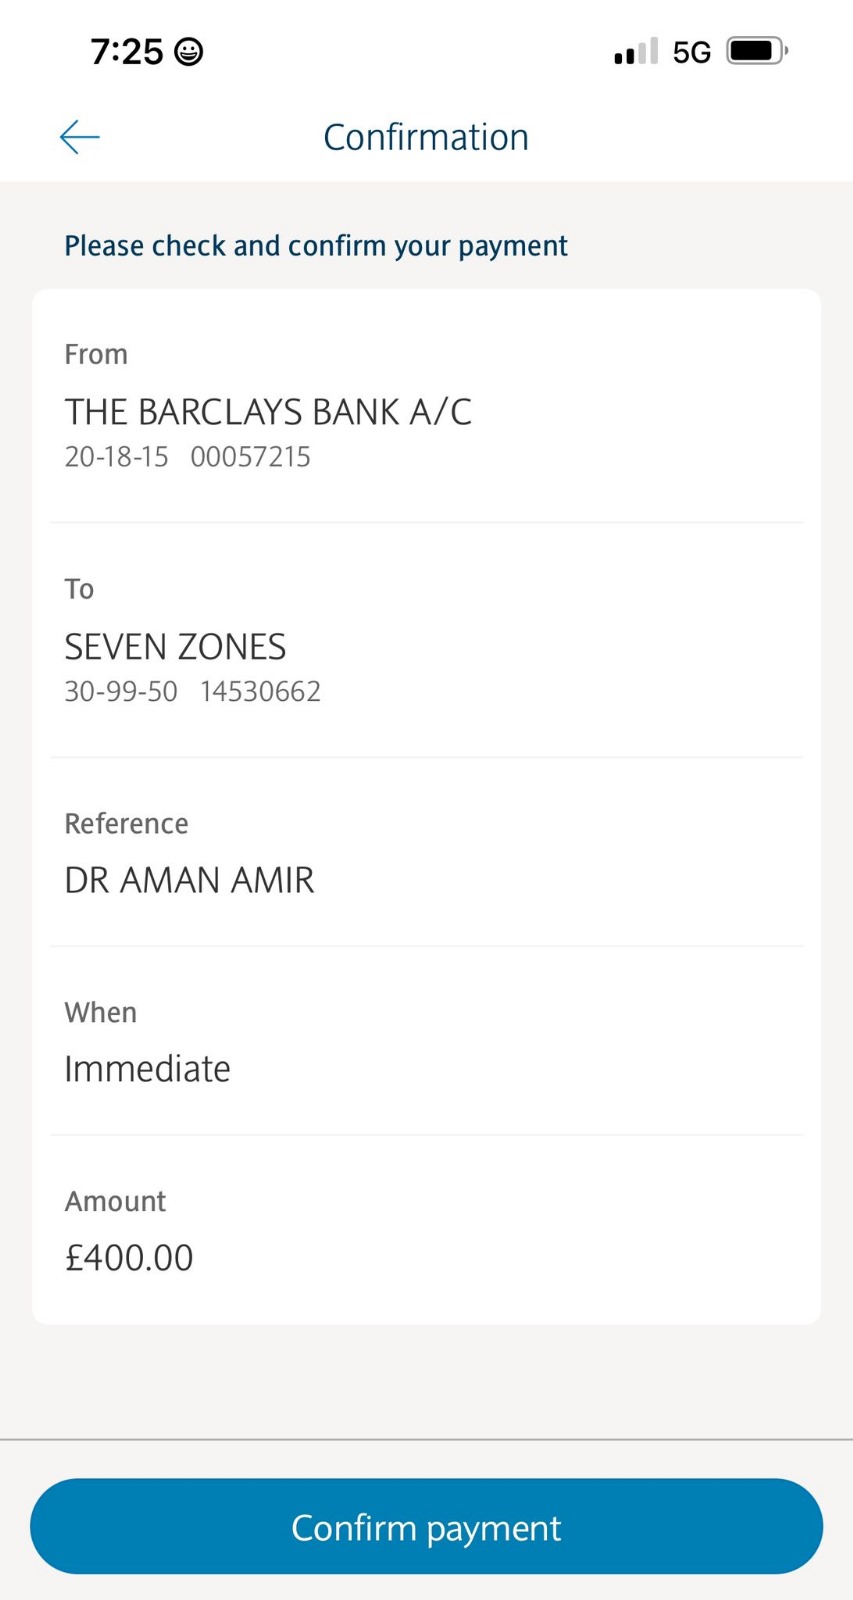 7:25
5G
Confirmation
Please check and confirm your payment
From
THE BARCLAYS BANK A/C
20-18-15 00057215
To
SEVEN ZONES
30-99-50 14530662
Reference
DR AMAN AMIR
When
Immediate
Amount
£400.00
Confirm payment